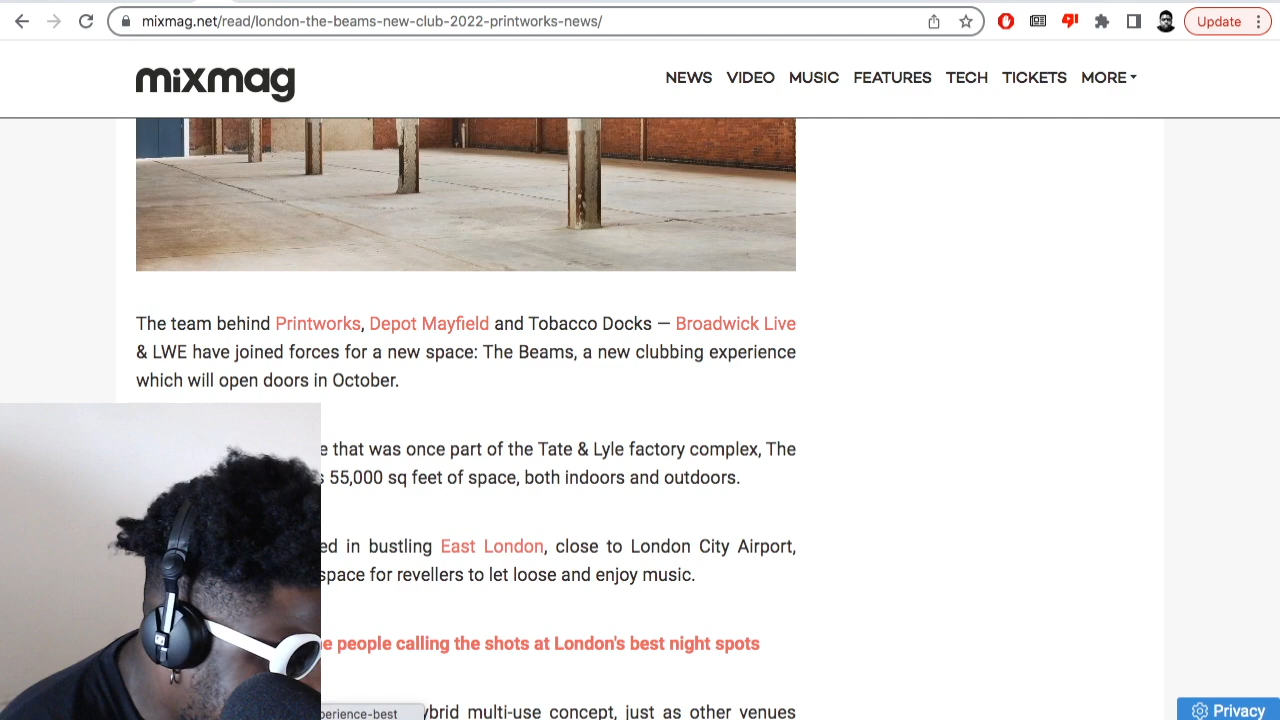 mixmag.net/read/london-the-beams-new-club-2022-printworks-news/
Update
mixmag
NEWS VIDEO MUSIC FEATURES TECH TICKETS MORE
The team behind Printworks, Depot Mayfield and Tobacco Docks — Broadwick Live
& LWE have joined forces for a new space: The Beams, a new clubbing experience
which will open doors in October.
that was once part of the Tate & Lyle factory complex, The
55,000 sq feet of space, both indoors and outdoors.
in bustling East London, close to London City Airport,
space for revellers to let loose and enjoy music.
people calling the shots at London's best night spots
perience-best
hybrid multi-use concept, just as other venues
Privacy